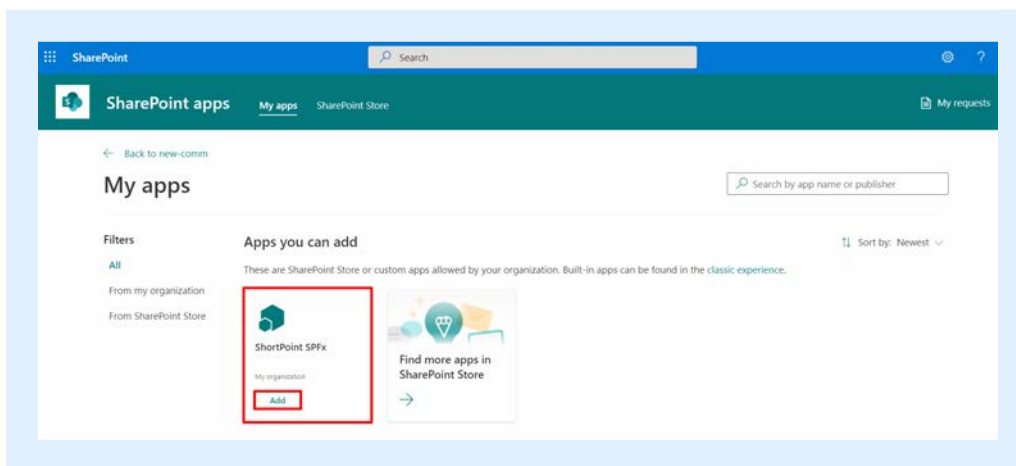 SharePoint
Search
?
SharePoint apps
My apps
SharePoint Store
My requests
← Back to new-comm
My apps
Search by app name or publisher
Filters
All
From my organization
From SharePoint Store
Apps you can add
Sort by: Newest
These are SharePoint Store or custom apps allowed by your organization. Built-in apps can be found in the classic experience.
ShortPoint SPFx
My organization
Add
Find more apps in
SharePoint Store
→